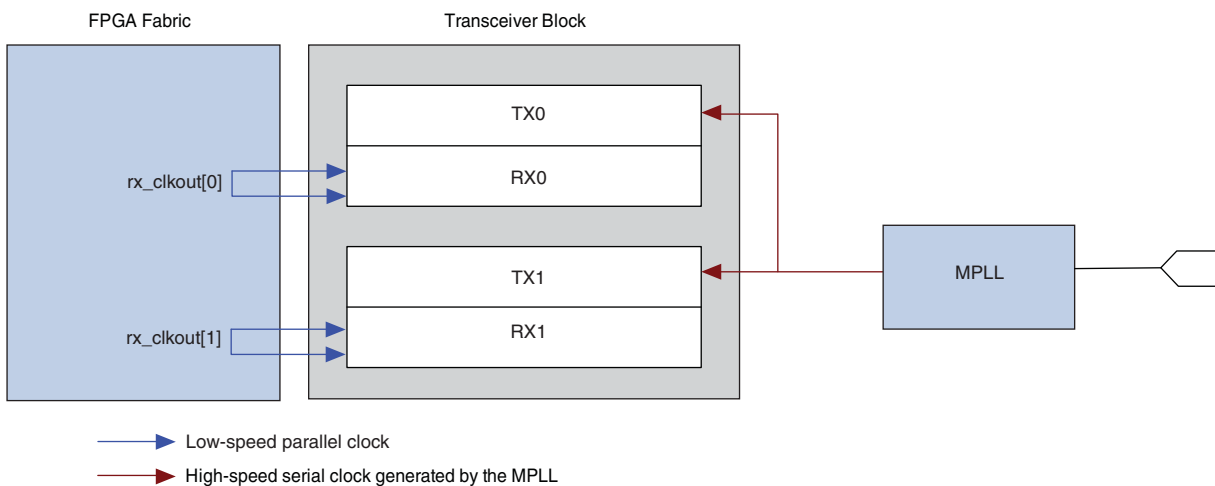 FPGA Fabric
Transceiver Block
TX0
RX0
rx_clkout[0]
TX1
MPLL
RX1
rx_clkout[1]
Low-speed parallel clock
High-speed serial clock generated by the MPLL